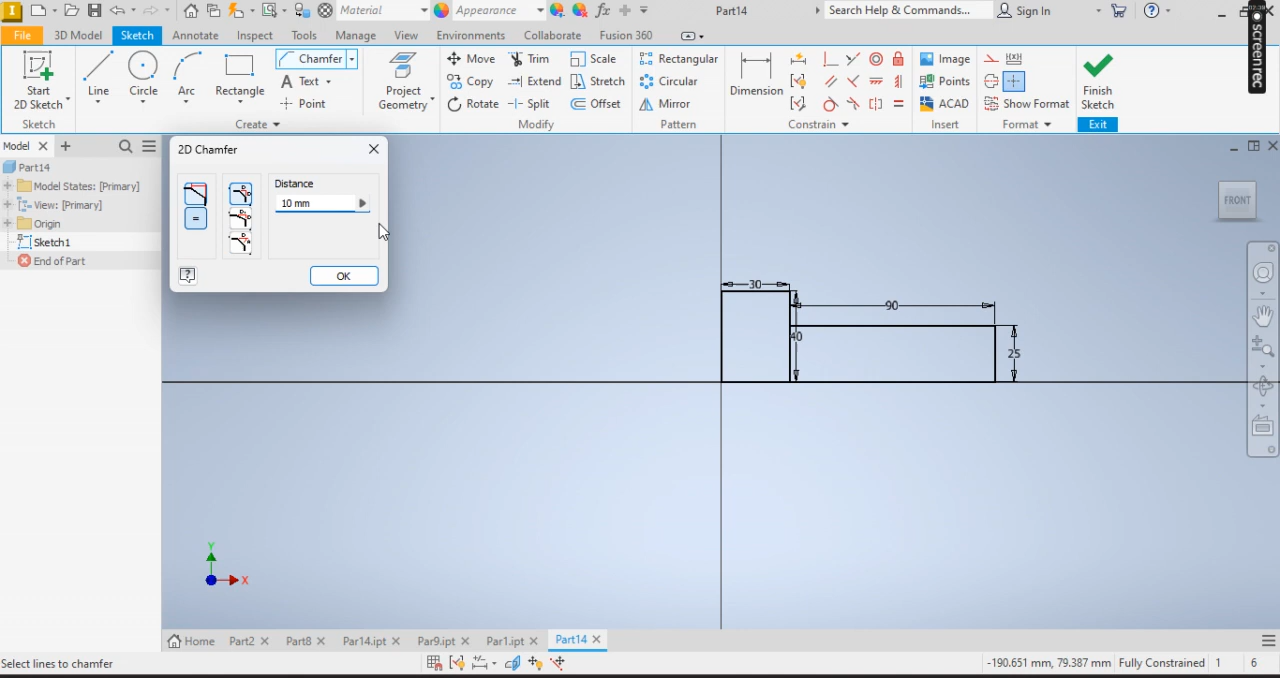 I Material Appearance fx Part14 Search Help & Commands... Sign In
File 3D Model Sketch Annotate Inspect Tools Manage View Environments Collaborate Fusion 360
Start
2D Sketch
Sketch
Line
Circle
Arc
Rectangle
Chamfer
A Text
Point
Create
Project
Geometry
Move Trim Scale
Copy Extend Stretch
Rotate Split Offset
Modify
Rectangular
Circular
Mirror
Pattern
Dimension
Constrain
Image
Points
ACAD
Insert
Show Format
Format
Finish
Sketch
Exit
screenrec
Model
Part14
Model States: [Primary]
View: [Primary]
Origin
Sketch1
End of Part
2D Chamfer
Distance
10 mm
OK
FRONT
30
90
40
25
Y
X
Home Part2 Part8 Par14.ipt Par9.ipt Par1.ipt Part14
Select lines to chamfer
-190.651 mm, 79.387 mm Fully Constrained 1 6